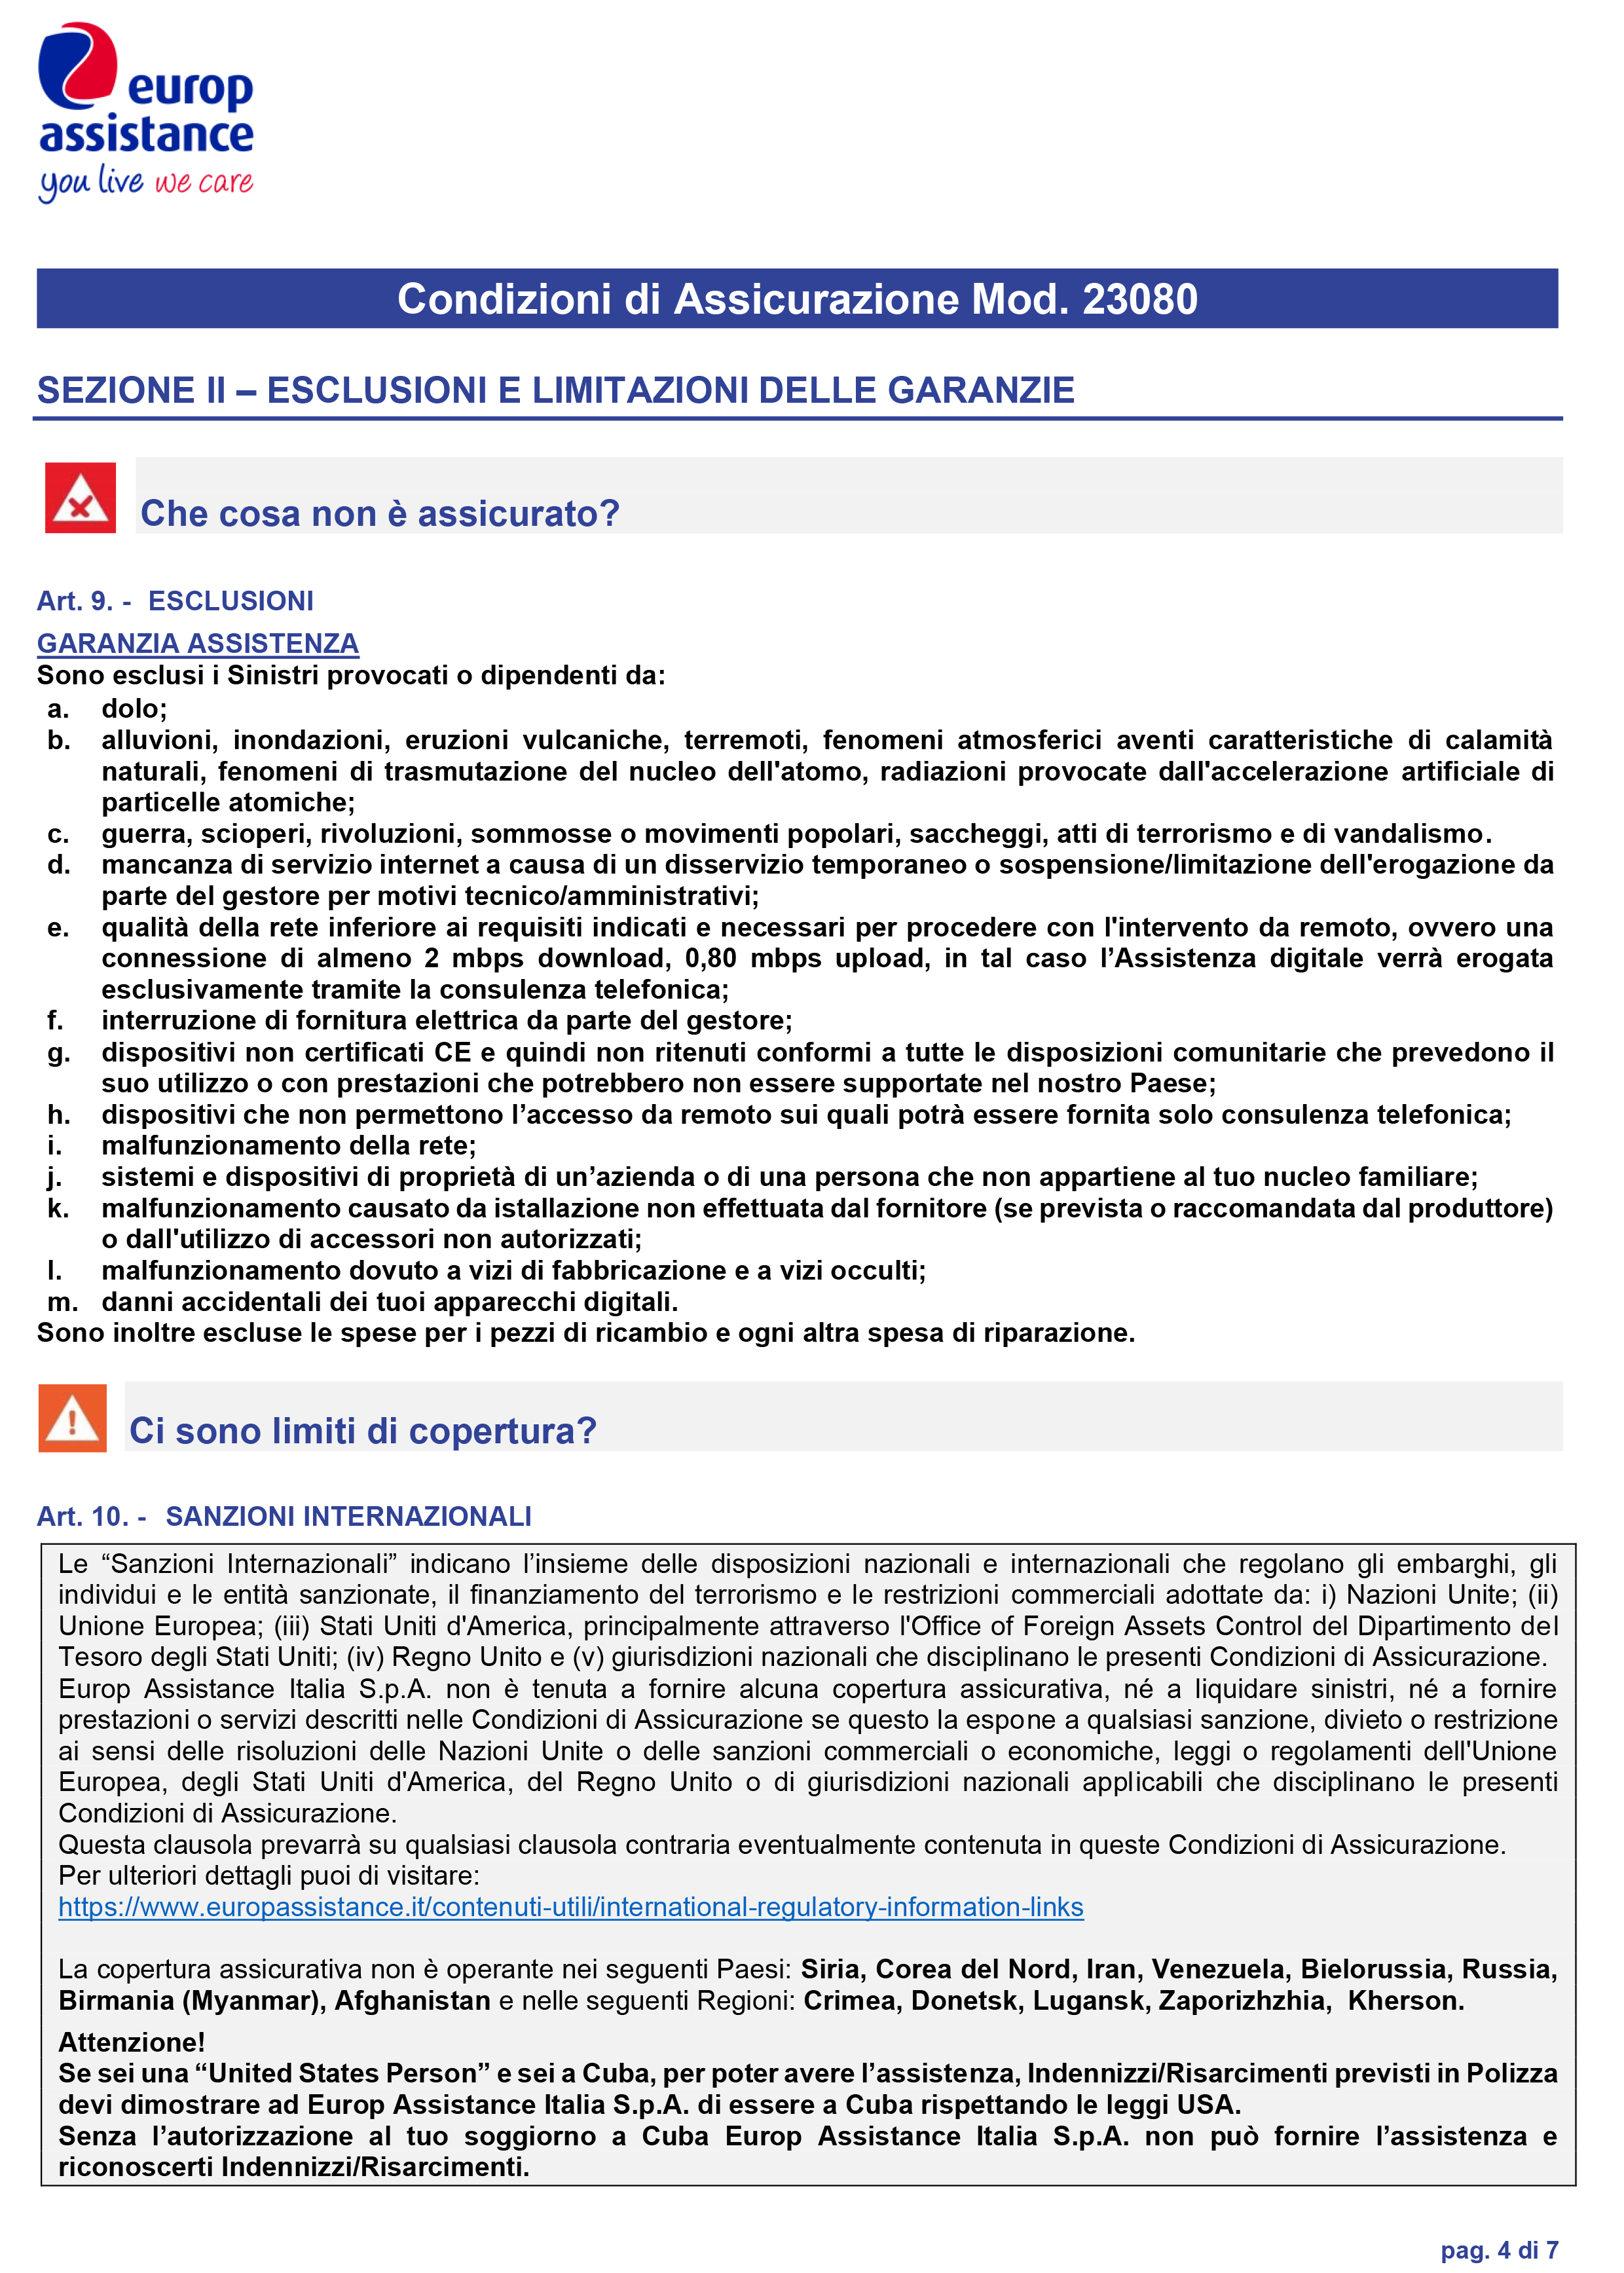 europ
assistance
you live we care
Condizioni di Assicurazione Mod. 23080
SEZIONE II – ESCLUSIONI E LIMITAZIONI DELLE GARANZIE
Che cosa non è assicurato?
Art. 9. - ESCLUSIONI
GARANZIA ASSISTENZA
Sono esclusi i Sinistri provocati o dipendenti da:
a. dolo;
b. alluvioni, inondazioni, eruzioni vulcaniche, terremoti, fenomeni atmosferici aventi caratteristiche di calamità
naturali, fenomeni di trasmutazione del nucleo dell'atomo, radiazioni provocate dall'accelerazione artificiale di
particelle atomiche;
c. guerra, scioperi, rivoluzioni, sommosse o movimenti popolari, saccheggi, atti di terrorismo e di vandalismo.
d. mancanza di servizio internet a causa di un disservizio temporaneo o sospensione/limitazione dell'erogazione da
parte del gestore per motivi tecnico/amministrativi;
e. qualità della rete inferiore ai requisiti indicati e necessari per procedere con l'intervento da remoto, ovvero una
connessione di almeno 2 mbps download, 0,80 mbps upload, in tal caso l’Assistenza digitale verrà erogata
esclusivamente tramite la consulenza telefonica;
f. interruzione di fornitura elettrica da parte del gestore;
g. dispositivi non certificati CE e quindi non ritenuti conformi a tutte le disposizioni comunitarie che prevedono il
suo utilizzo o con prestazioni che potrebbero non essere supportate nel nostro Paese;
h. dispositivi che non permettono l’accesso da remoto sui quali potrà essere fornita solo consulenza telefonica;
i. malfunzionamento della rete;
j. sistemi e dispositivi di proprietà di un’azienda o di una persona che non appartiene al tuo nucleo familiare;
k. malfunzionamento causato da istallazione non effettuata dal fornitore (se prevista o raccomandata dal produttore)
o dall'utilizzo di accessori non autorizzati;
l. malfunzionamento dovuto a vizi di fabbricazione e a vizi occulti;
m. danni accidentali dei tuoi apparecchi digitali.
Sono inoltre escluse le spese per i pezzi di ricambio e ogni altra spesa di riparazione.
Ci sono limiti di copertura?
Art. 10. - SANZIONI INTERNAZIONALI
Le “Sanzioni Internazionali” indicano l’insieme delle disposizioni nazionali e internazionali che regolano gli embarghi, gli
individui e le entità sanzionate, il finanziamento del terrorismo e le restrizioni commerciali adottate da: i) Nazioni Unite; (ii)
Unione Europea; (iii) Stati Uniti d'America, principalmente attraverso l'Office of Foreign Assets Control del Dipartimento del
Tesoro degli Stati Uniti; (iv) Regno Unito e (v) giurisdizioni nazionali che disciplinano le presenti Condizioni di Assicurazione.
Europ Assistance Italia S.p.A. non è tenuta a fornire alcuna copertura assicurativa, né a liquidare sinistri, né a fornire
prestazioni o servizi descritti nelle Condizioni di Assicurazione se questo la espone a qualsiasi sanzione, divieto o restrizione
ai sensi delle risoluzioni delle Nazioni Unite o delle sanzioni commerciali o economiche, leggi o regolamenti dell'Unione
Europea, degli Stati Uniti d'America, del Regno Unito o di giurisdizioni nazionali applicabili che disciplinano le presenti
Condizioni di Assicurazione.
Questa clausola prevarrà su qualsiasi clausola contraria eventualmente contenuta in queste Condizioni di Assicurazione.
Per ulteriori dettagli puoi di visitare:
https://www.europassistance.it/contenuti-utili/international-regulatory-information-links
La copertura assicurativa non è operante nei seguenti Paesi: Siria, Corea del Nord, Iran, Venezuela, Bielorussia, Russia,
Birmania (Myanmar), Afghanistan e nelle seguenti Regioni: Crimea, Donetsk, Lugansk, Zaporizhzhia, Kherson.
Attenzione!
Se sei una “United States Person” e sei a Cuba, per poter avere l’assistenza, Indennizzi/Risarcimenti previsti in Polizza
devi dimostrare ad Europ Assistance Italia S.p.A. di essere a Cuba rispettando le leggi USA.
Senza l’autorizzazione al tuo soggiorno a Cuba Europ Assistance Italia S.p.A. non può fornire l’assistenza e
riconoscerti Indennizzi/Risarcimenti.
pag. 4 di 7